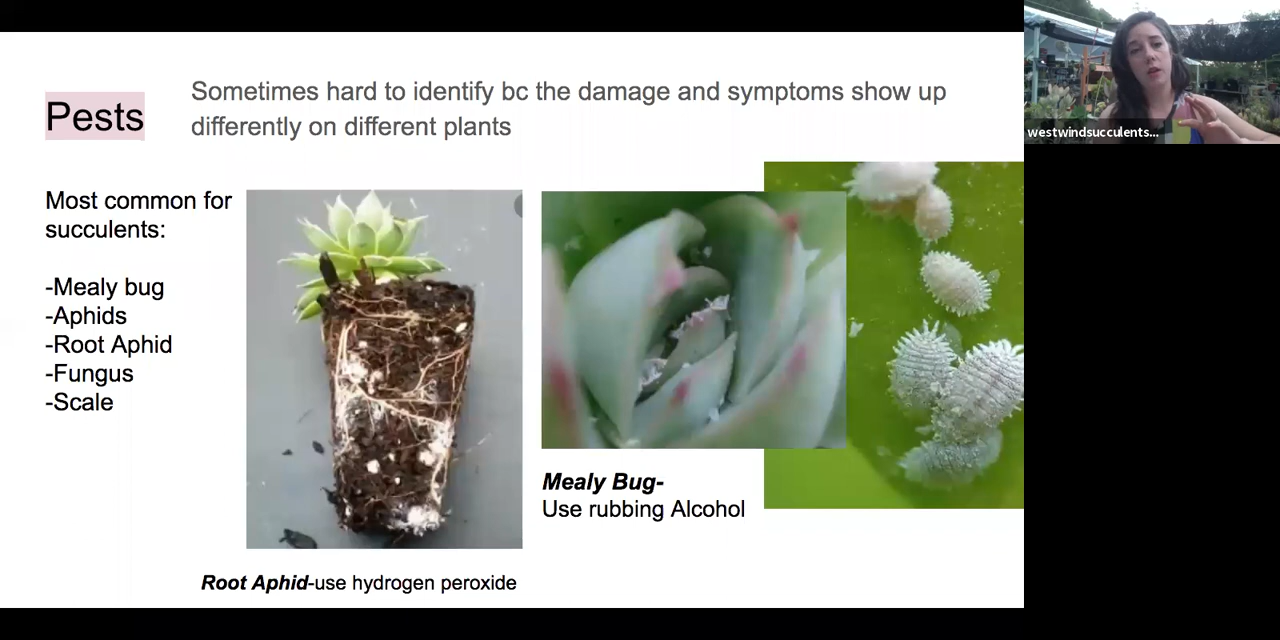 Pests
Sometimes hard to identify bc the damage and symptoms show up
differently on different plants
Most common for
succulents:
-Mealy bug
-Aphids
-Root Aphid
-Fungus
-Scale
Mealy Bug-
Use rubbing Alcohol
Root Aphid-use hydrogen peroxide
westwindsucculents...